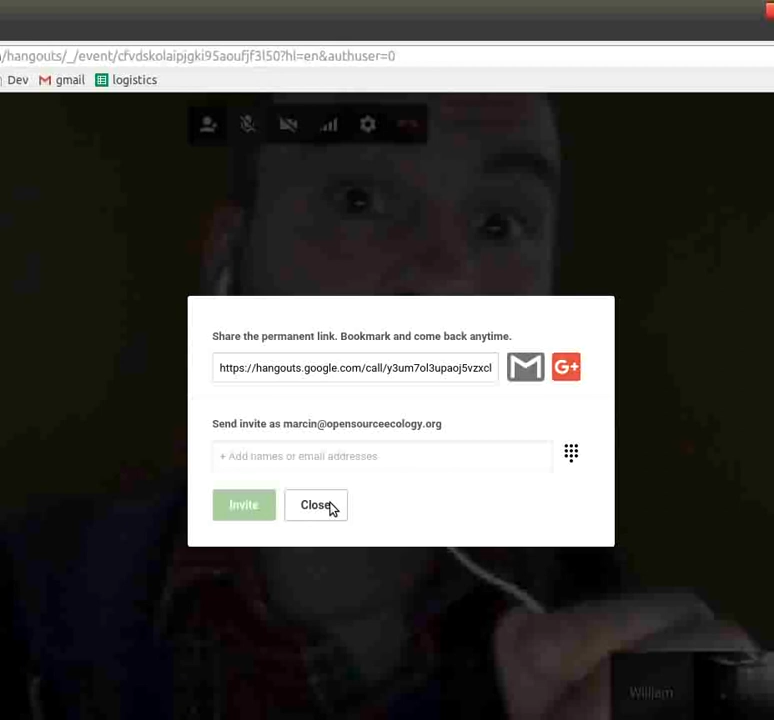 /hangouts/_/event/cfvdskolaipjgki95aoufjf3l50?hl=en&authuser=0
Dev gmail logistics
Share the permanent link. Bookmark and come back anytime.
https://hangouts.google.com/call/y3um7ol3upaoj5vzxcl
G+
Send invite as marcin@opensourceecology.org
+ Add names or email addresses
Invite Close
William